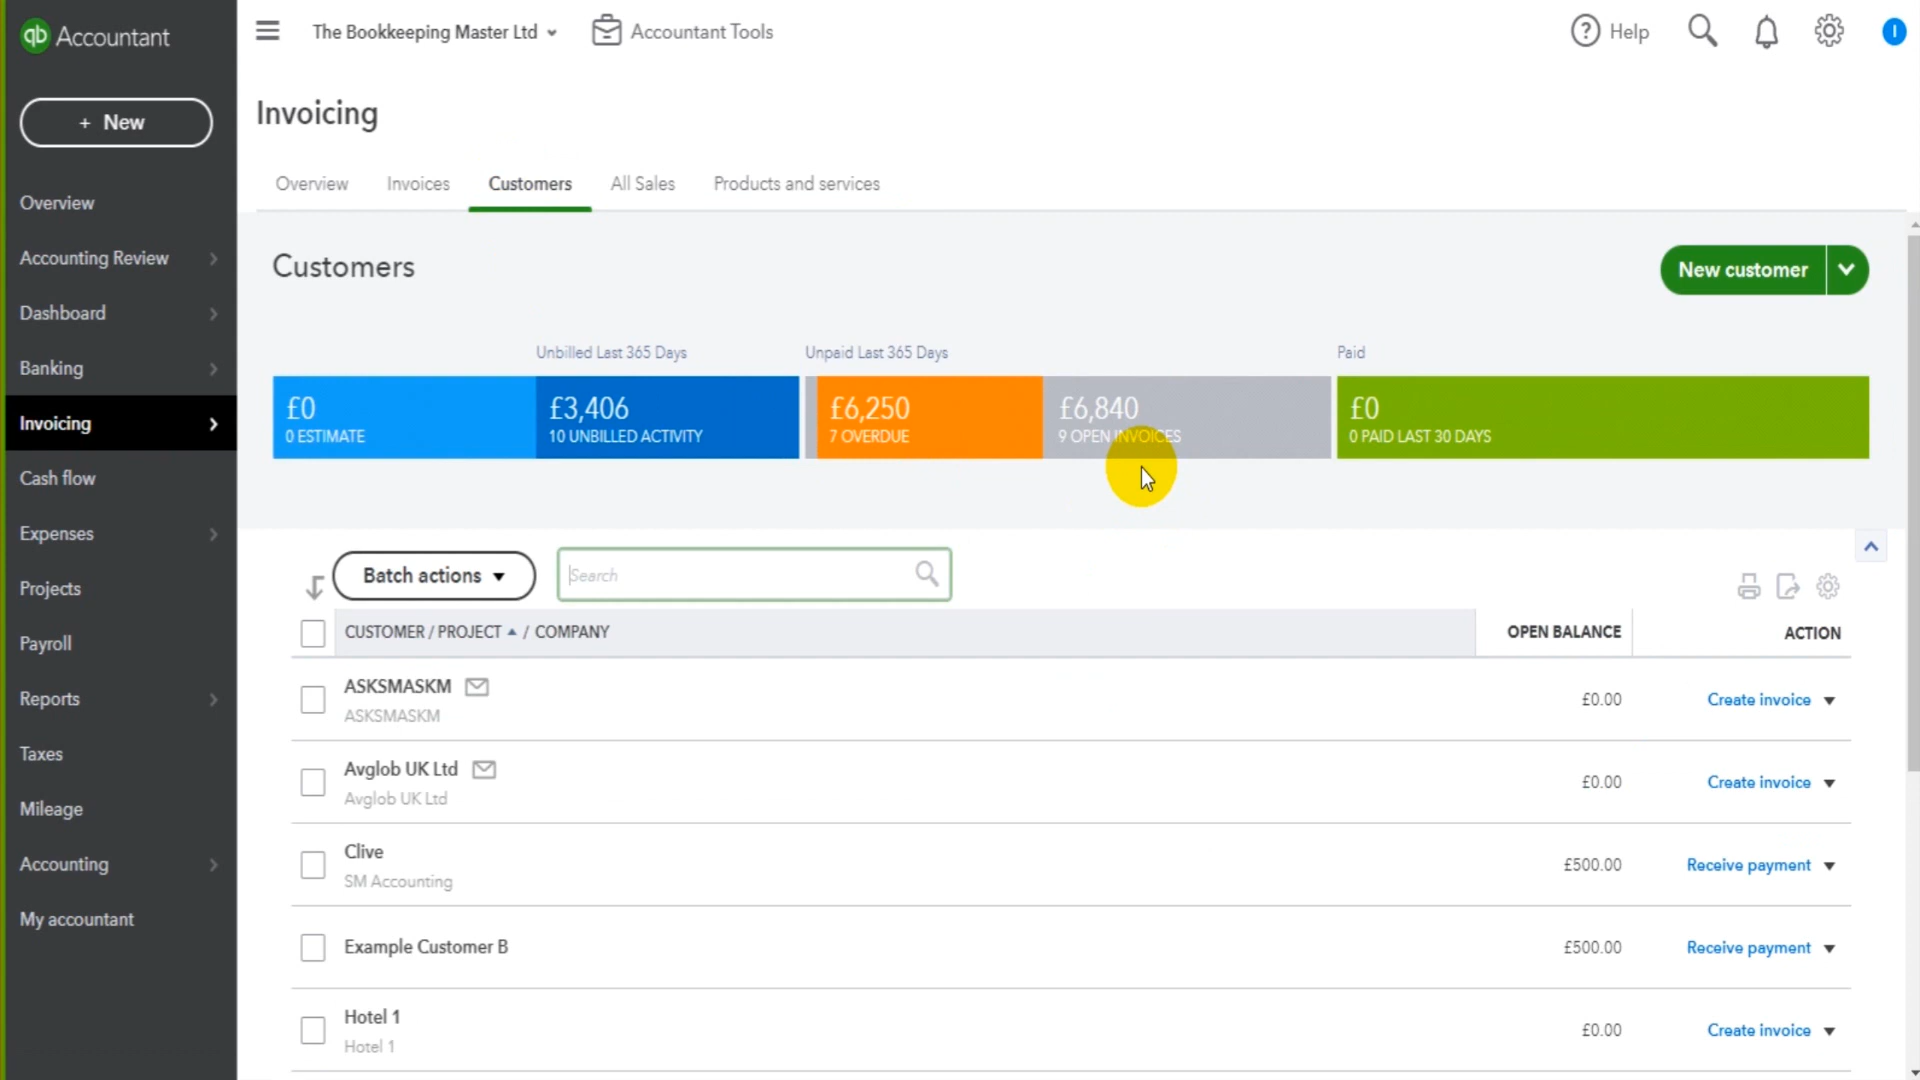 qb Accountant
The Bookkeeping Master Ltd
Accountant Tools
? Help
I
+ New
Overview
Accounting Review
Dashboard
Banking
Invoicing
Cash flow
Expenses
Projects
Payroll
Reports
Taxes
Mileage
Accounting
My accountant
Invoicing
Overview Invoices Customers All Sales Products and services
Customers
New customer
Unbilled Last 365 Days Unpaid Last 365 Days Paid
£0 £3,406 £6,250 £6,840 £0
0 ESTIMATE 10 UNBILLED ACTIVITY 7 OVERDUE 9 OPEN INVOICES 0 PAID LAST 30 DAYS
Batch actions Search
CUSTOMER / PROJECT / COMPANY OPEN BALANCE ACTION
ASKSMASKM
ASKSMASKM
£0.00 Create invoice
Avglob UK Ltd
Avglob UK Ltd
£0.00 Create invoice
Clive
SM Accounting
£500.00 Receive payment
Example Customer B £500.00 Receive payment
Hotel 1
Hotel 1
£0.00 Create invoice